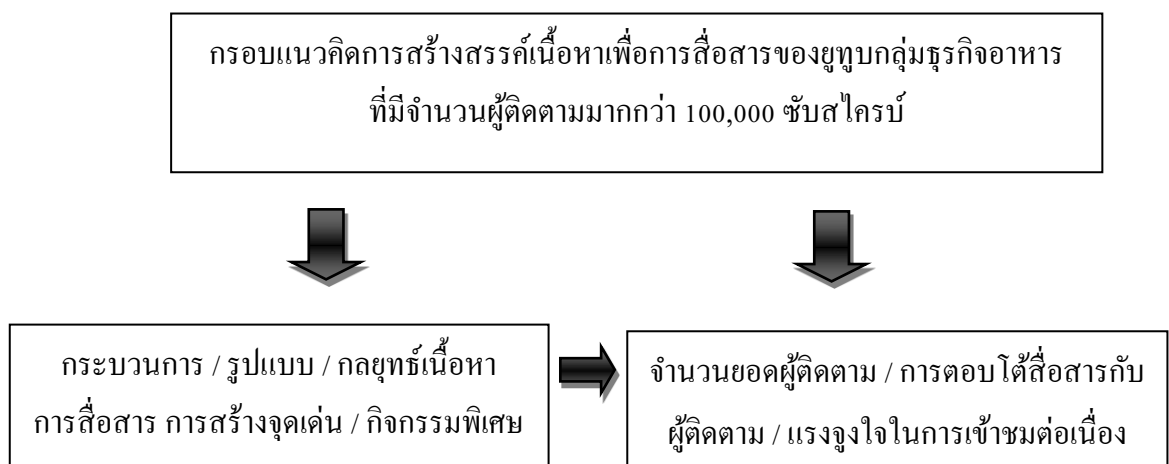 กรอบแนวคิดการสร้างสรรค์เนื้อหาเพื่อการสื่อสารของยูทูบกลุ่มธุรกิจอาหาร
ที่มีจำนวนผู้ติดตามมากกว่า 100,000 ซับสไครบ์
กระบวนการ / รูปแบบ / กลยุทธ์เนื้อหา
การสื่อสาร การสร้างจุดเด่น / กิจกรรมพิเศษ
จำนวนยอดผู้ติดตาม / การตอบโต้สื่อสารกับ
ผู้ติดตาม / แรงจูงใจในการเข้าชมต่อเนื่อง